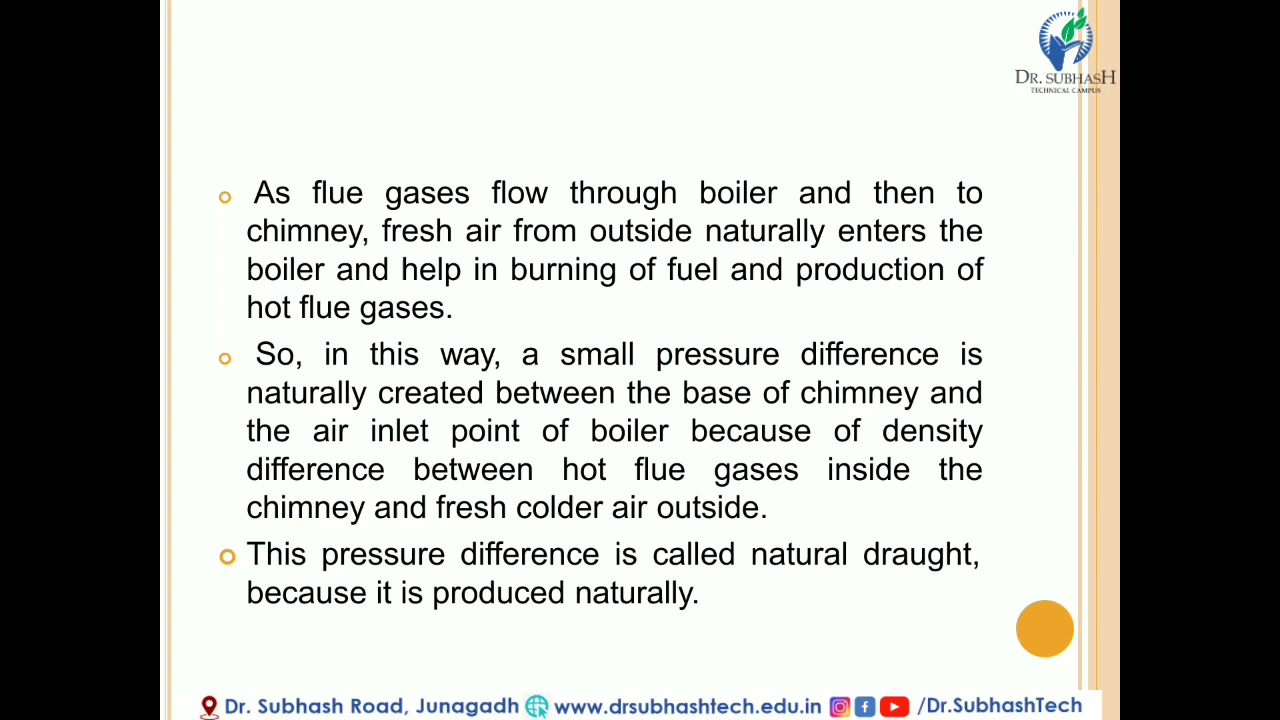 DR. SUBHASH
TECHNICAL CAMPUS
As flue gases flow through boiler and then to
chimney, fresh air from outside naturally enters the
boiler and help in burning of fuel and production of
hot flue gases.
So, in this way, a small pressure difference is
naturally created between the base of chimney and
the air inlet point of boiler because of density
difference between hot flue gases inside the
chimney and fresh colder air outside.
This pressure difference is called natural draught,
because it is produced naturally.
Dr. Subhash Road, Junagadh www.drsubhashtech.edu.in /Dr.SubhashTech